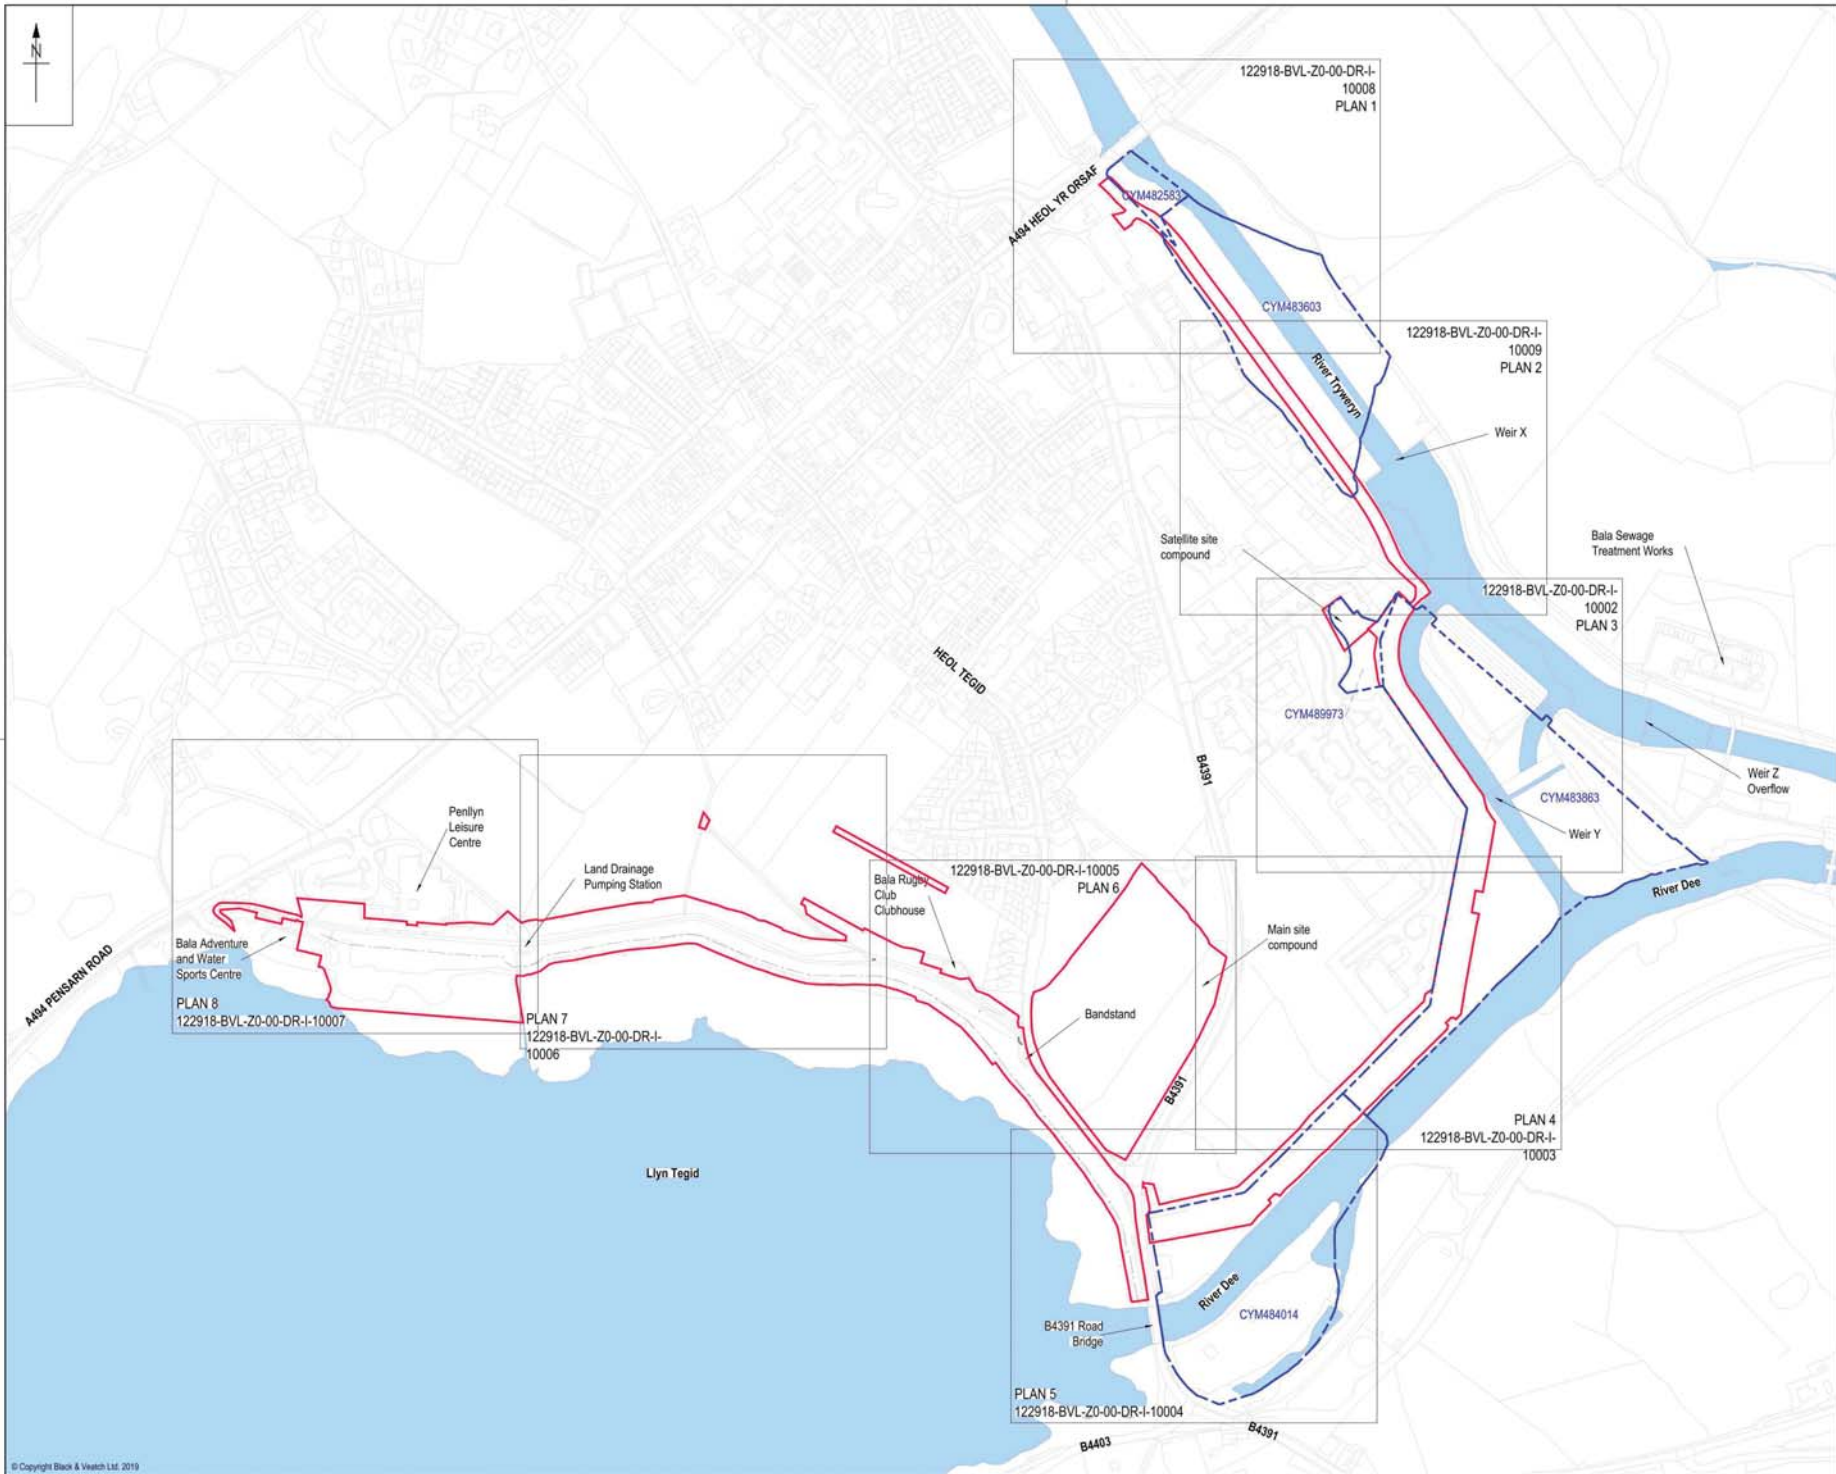 N
122918-BVL-Z0-00-DR-I-
10008
PLAN 1
A494 HEOL YR ORSAF
CYM482583
CYM483603
122918-BVL-Z0-00-DR-I-
10009
PLAN 2
River Tryweryn
Weir X
Satellite site
compound
Bala Sewage
Treatment Works
122918-BVL-Z0-00-DR-I-
10002
PLAN 3
HEOL TEGID
CYM489973
B4391
Weir Z
Overflow
CYM483863
Weir Y
River Dee
Penllyn
Leisure
Centre
Land Drainage
Pumping Station
122918-BVL-Z0-00-DR-I-10005
PLAN 6
Bala Rugby
Club
Clubhouse
Main site
compound
Bala Adventure
and Water
Sports Centre
A494 PENSARN ROAD
PLAN 8
122918-BVL-Z0-00-DR-I-10007
PLAN 7
122918-BVL-Z0-00-DR-I-
10006
Bandstand
B4391
PLAN 4
122918-BVL-Z0-00-DR-I-
10003
Llyn Tegid
River Dee
CYM484014
B4391 Road
Bridge
PLAN 5
122918-BVL-Z0-00-DR-I-10004
B4391
B4403
© Copyright Black & Veatch Ltd. 2019